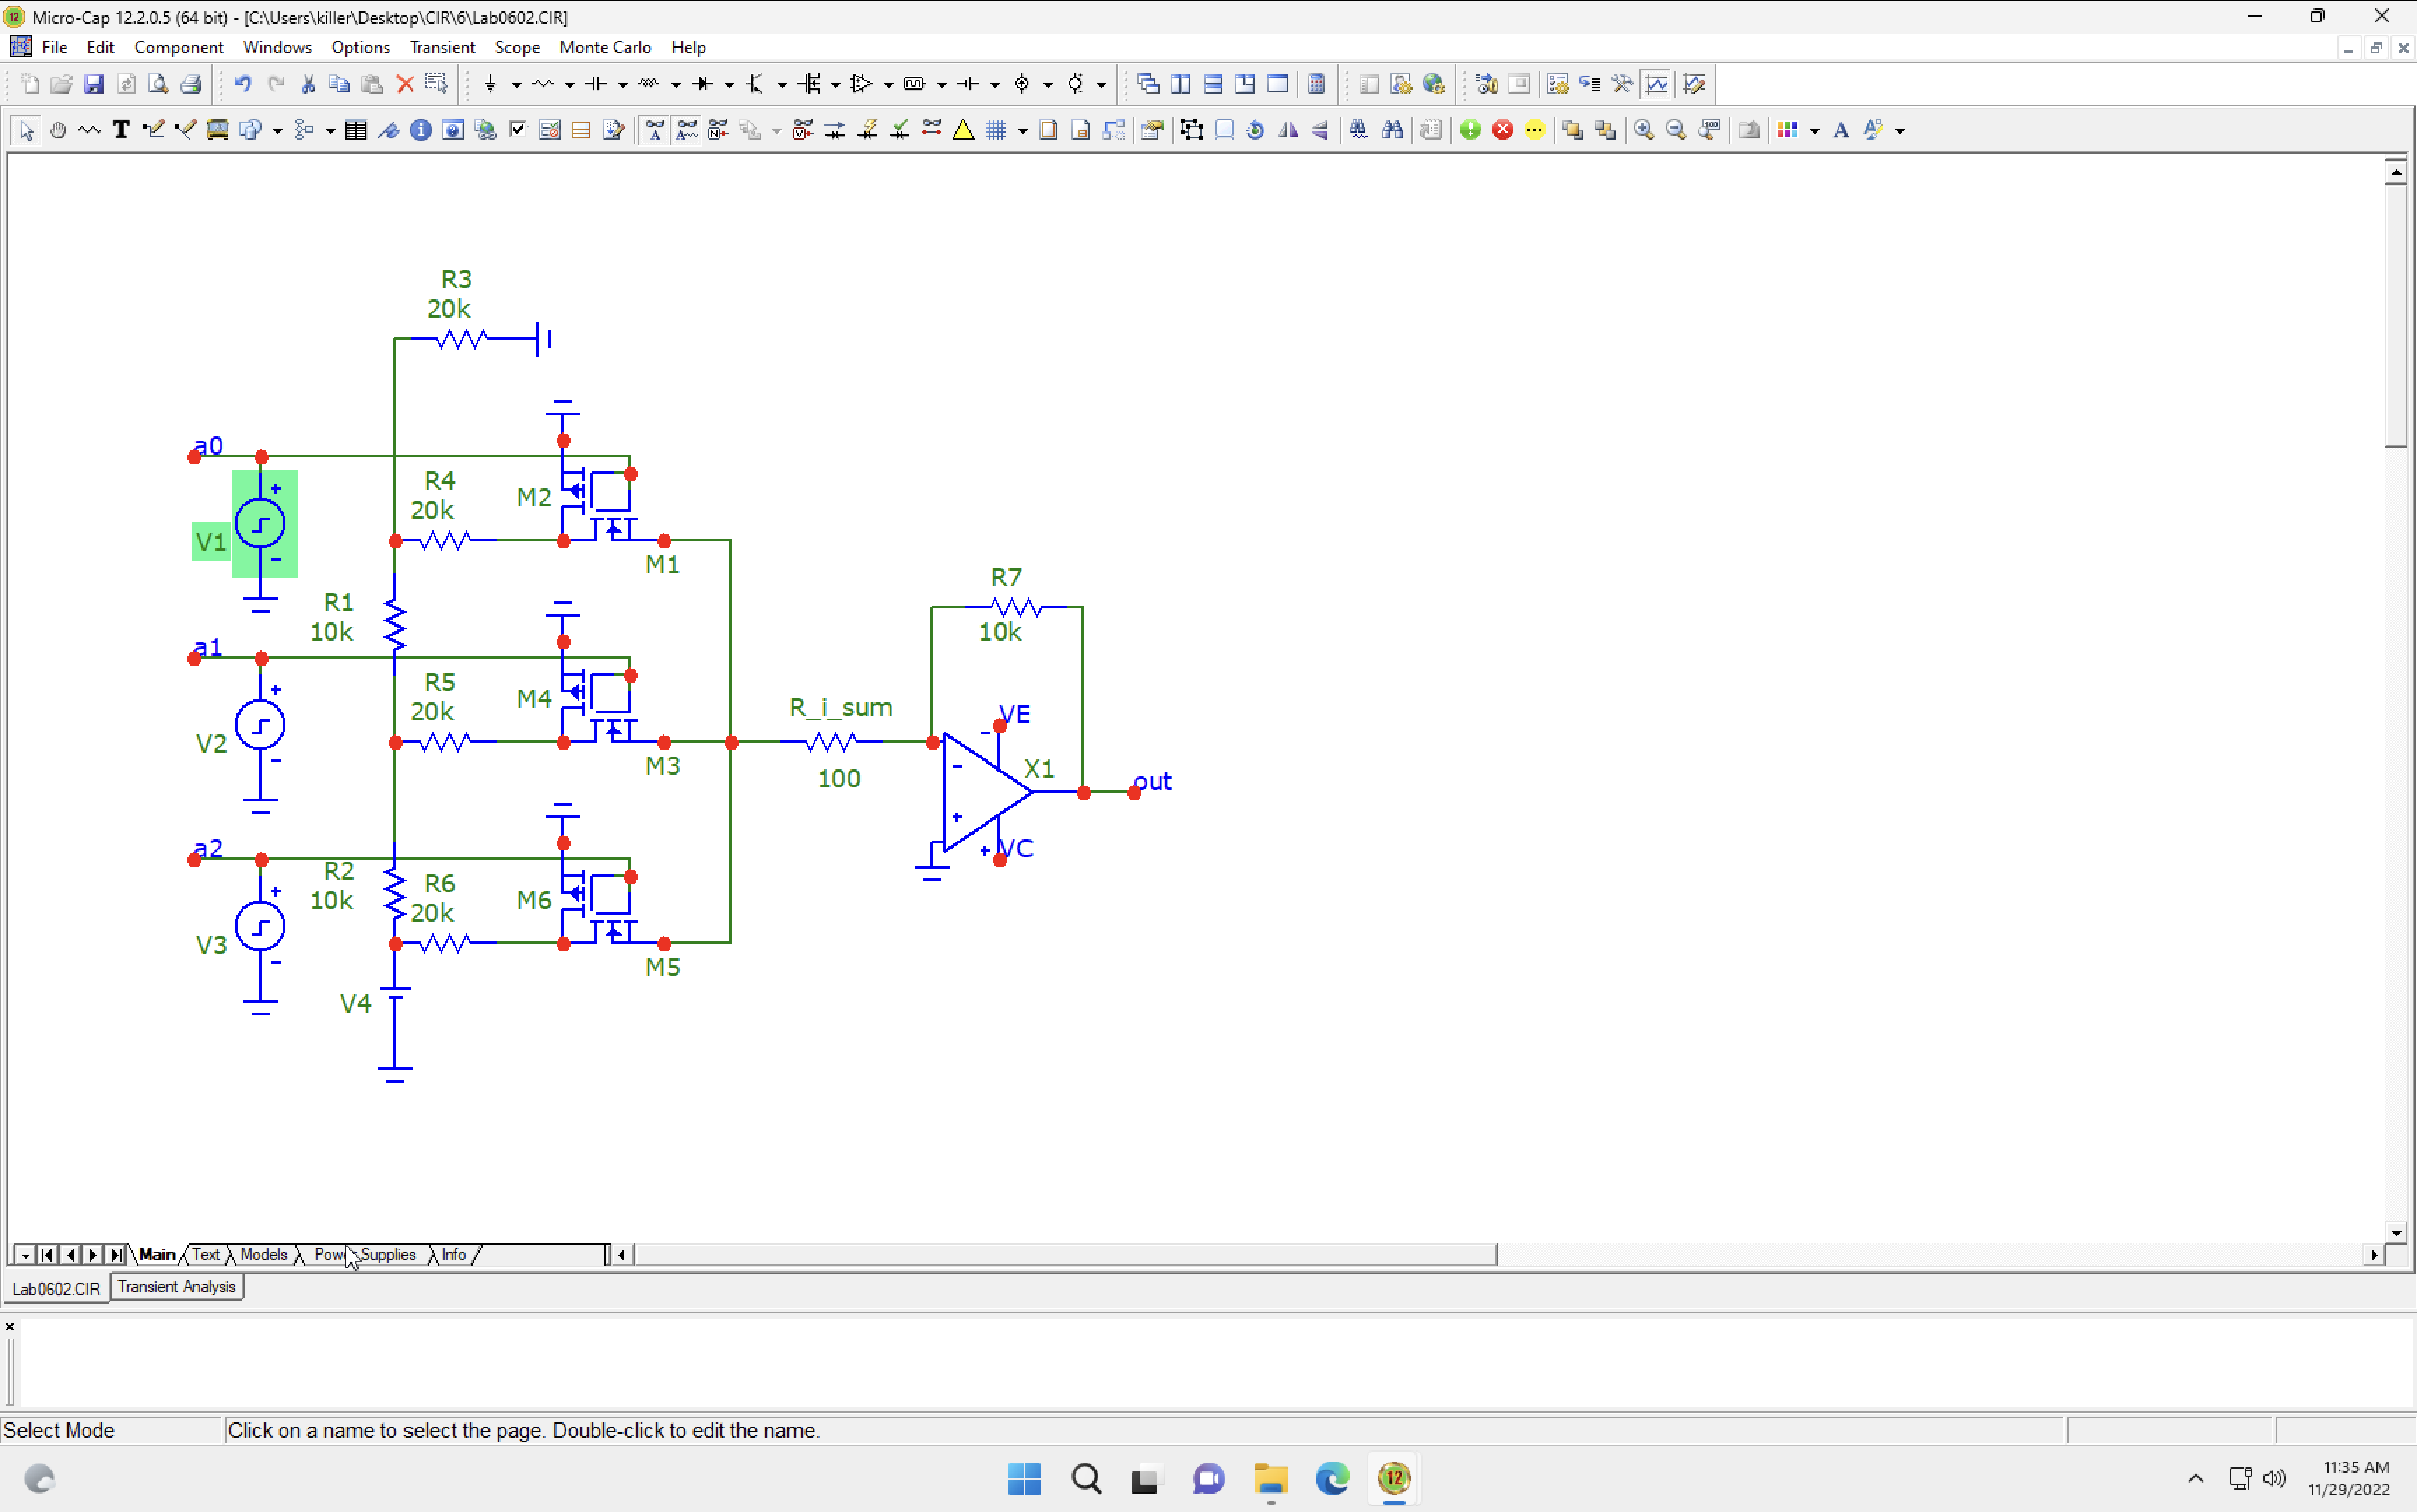 Micro-Cap 12.2.0.5 (64 bit) - [C:\Users\killer\Desktop\CIR\6\Lab0602.CIR]
File Edit Component Windows Options Transient Scope Monte Carlo Help
R3
20k
a0
R4
20k
M2
V1
M1
R1
10k
R7
10k
a1
R5
20k
M4
R_i_sum
VE
V2
M3
100
X1
out
a2
VC
R2
10k
R6
20k
M6
V3
M5
V4
Main Text Models Power Supplies Info
Lab0602.CIR Transient Analysis
Select Mode Click on a name to select the page. Double-click to edit the name.
11:35 AM
11/29/2022